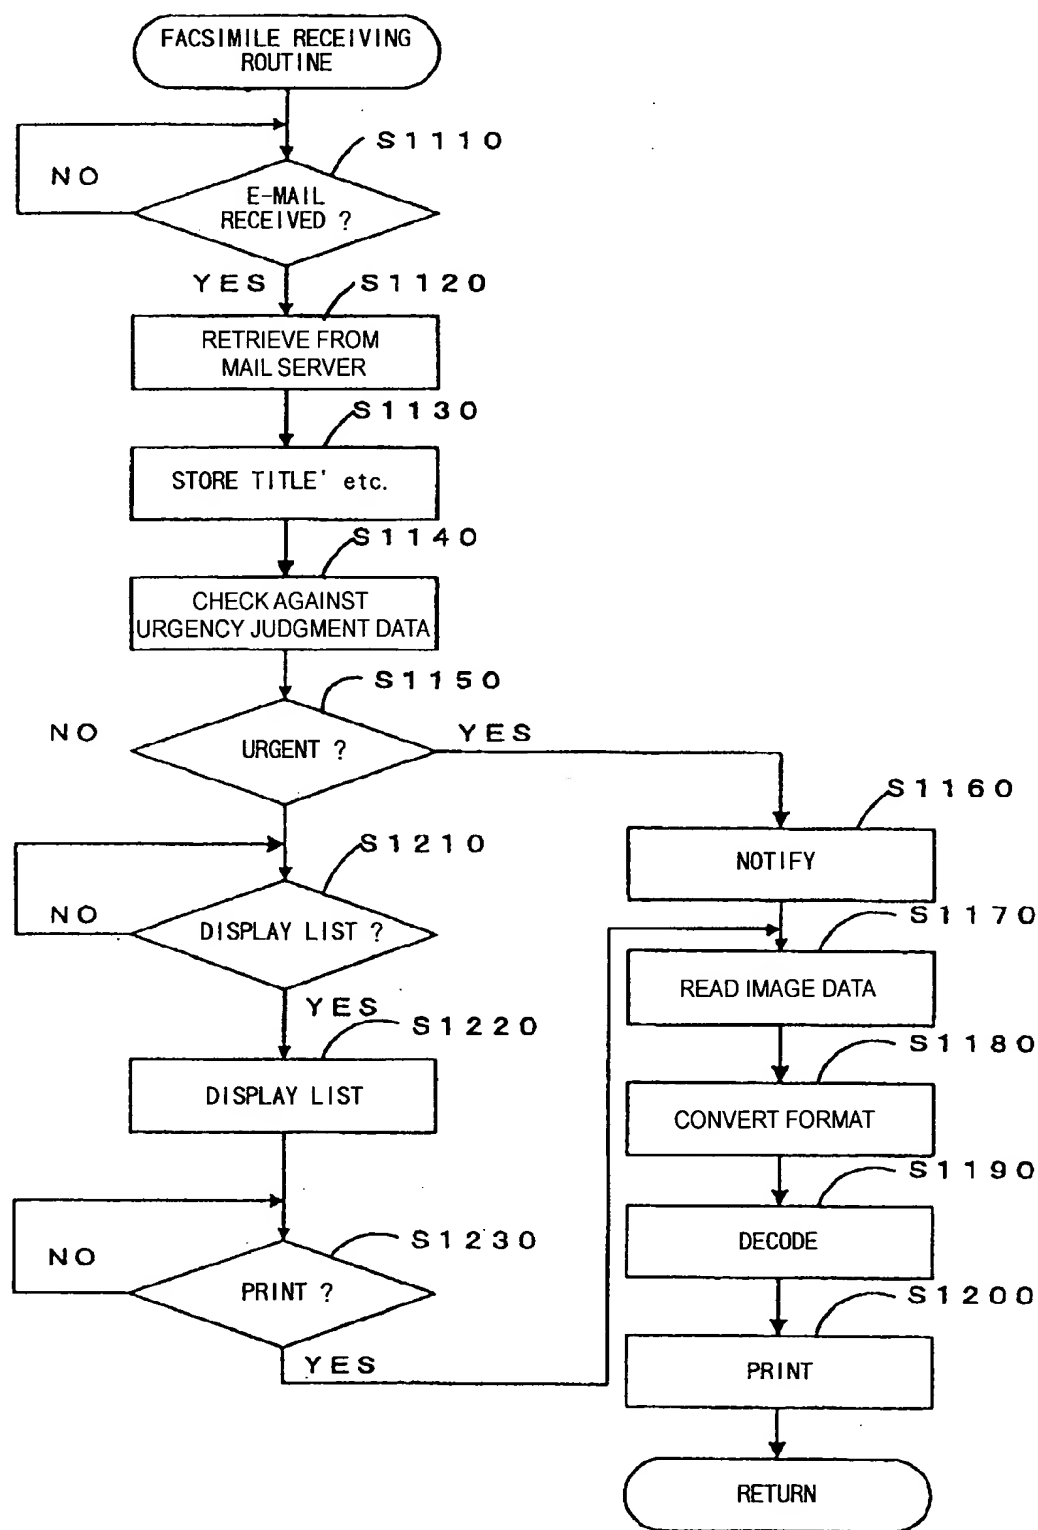 FACSIMILE RECEIVING
ROUTINE
S1110
NO
E-MAIL
RECEIVED ?
YES
S1120
RETRIEVE FROM
MAIL SERVER
S1130
STORE TITLE' etc.
S1140
CHECK AGAINST
URGENCY JUDGMENT DATA
S1150
NO
URGENT ?
YES
S1210
NO
DISPLAY LIST ?
YES
S1220
DISPLAY LIST
S1230
NO
PRINT ?
YES
S1160
NOTIFY
S1170
READ IMAGE DATA
S1180
CONVERT FORMAT
S1190
DECODE
S1200
PRINT
RETURN